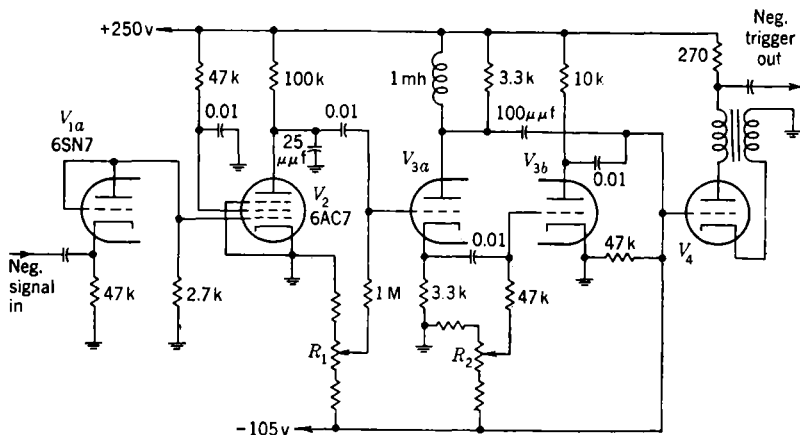 +250v
47k
100k
1mh
3.3k
10k
270
Neg.
trigger
out
0.01
0.01
100μμf
25
μμf
V1a
6SN7
V2
6AC7
V3a
V3b
0.01
V4
0.01
47k
Neg.
signal
in
47k
2.7k
1M
3.3k
47k
R1
R2
−105v